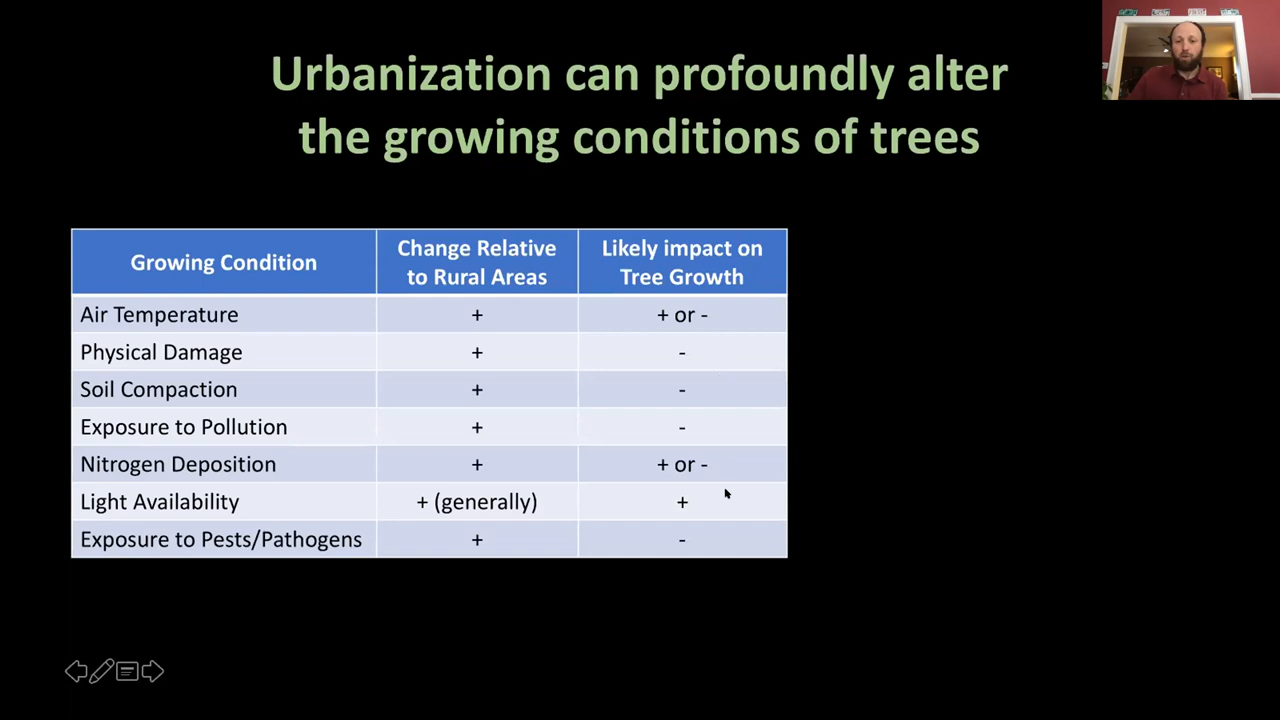 Urbanization can profoundly alter
the growing conditions of trees
Growing Condition
Change Relative
to Rural Areas
Likely impact on
Tree Growth
Air Temperature + + or -
Physical Damage + -
Soil Compaction + -
Exposure to Pollution + -
Nitrogen Deposition + + or -
Light Availability + (generally) +
Exposure to Pests/Pathogens + -